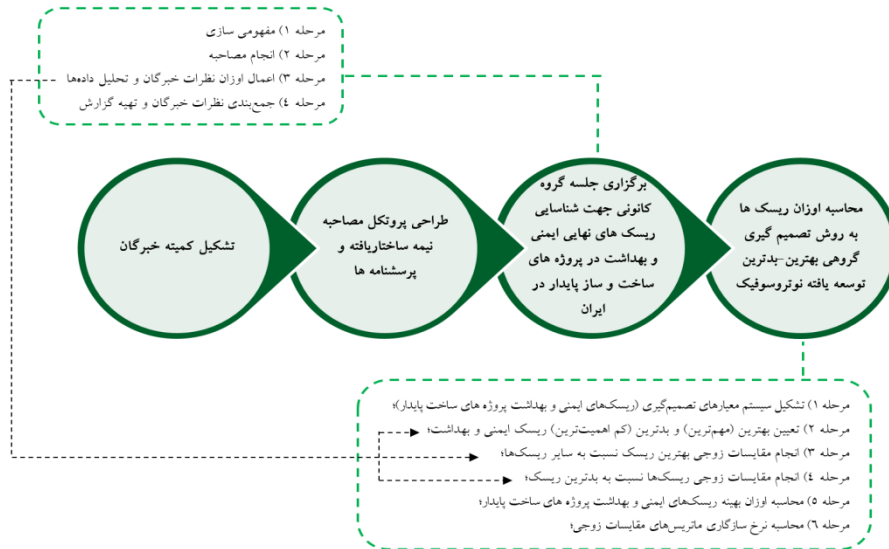 مرحله ۱) مفهومی سازی
مرحله ۲) انجام مصاحبه
مرحله ۳) اعمال اوزان نظرات خبرگان و تحلیل داده‌ها
مرحله ٤) جمع‌بندی نظرات خبرگان و تهیه گزارش
تشکیل کمیته خبرگان
طراحی پروتکل مصاحبه
نیمه ساختاریافته و
پرسشنامه ها
برگزاری جلسه گروه
کانونی جهت شناسایی
ریسک های نهایی ایمنی
و بهداشت در پروژه های
ساخت و ساز پایدار در
ایران
محاسبه اوزان ریسک ها
به روش تصمیم گیری
گروهی بهترین-بدترین
توسعه یافته نوتروسوفیک
مرحله ۱) تشکیل سیستم معیارهای تصمیم‌گیری (ریسک‌های ایمنی و بهداشت پروژه های ساخت پایدار)؛
مرحله ۲) تعیین بهترین (مهم‌ترین) و بدترین (کم اهمیت‌ترین) ریسک ایمنی و بهداشت؛
مرحله ۳) انجام مقایسات زوجی بهترین ریسک نسبت به سایر ریسک‌ها؛
مرحله ٤) انجام مقایسات زوجی ریسک‌ها نسبت به بدترین ریسک؛
مرحله ٥) محاسبه اوزان بهینه ریسک‌های ایمنی و بهداشت پروژه های ساخت پایدار؛
مرحله ٦) محاسبه نرخ سازگاری ماتریس‌های مقایسات زوجی؛